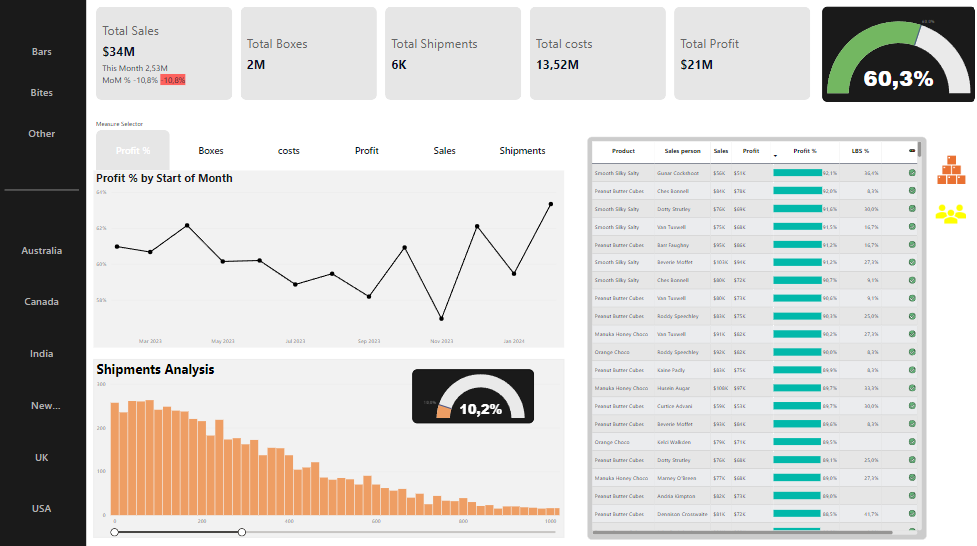 Bars
Bites
Other
Australia
Canada
India
New...
UK
USA
Total Sales
$34M
This Month 2,53M
MoM % -10,8% -10,8%
Total Boxes
2M
Total Shipments
6K
Total costs
13,52M
Total Profit
$21M
60,3%
Measure Selector
Profit %
Boxes
costs
Profit
Sales
Shipments
Profit % by Start of Month
64%
62%
60%
58%
Mar 2023
May 2023
Jul 2023
Sep 2023
Nov 2023
Jan 2024
Shipments Analysis
300
200
100
0
0
200
400
600
800
1000
10,2%
Product Sales person Sales Profit Profit % LBS %
Smooth Silky Salty Gunar Cockshoot $56K $51K 92,1% 36,4%
Peanut Butter Cubes Ches Bonnell $84K $78K 92,0% 8,3%
Smooth Silky Salty Dotty Strutley $76K $69K 91,6% 30,0%
Smooth Silky Salty Van Tuxwell $75K $68K 91,5% 16,7%
Peanut Butter Cubes Barr Faughny $95K $86K 91,2% 16,7%
Smooth Silky Salty Beverie Moffet $103K $94K 91,2% 27,3%
Smooth Silky Salty Ches Bonnell $80K $72K 90,7% 9,1%
Peanut Butter Cubes Van Tuxwell $80K $73K 90,6% 9,1%
Peanut Butter Cubes Roddy Speechley $83K $75K 90,3% 25,0%
Manuka Honey Choco Van Tuxwell $91K $82K 90,2% 27,3%
Orange Choco Roddy Speechley $92K $82K 90,0% 8,3%
Peanut Butter Cubes Kaine Padly $83K $75K 89,9% 8,3%
Manuka Honey Choco Husein Augar $108K $97K 89,7% 33,3%
Peanut Butter Cubes Curtice Advani $59K $53K 89,7% 30,0%
Peanut Butter Cubes Beverie Moffet $93K $84K 89,6% 8,3%
Orange Choco Kelci Walkden $79K $71K 89,5%
Peanut Butter Cubes Dotty Strutley $76K $68K 89,1% 25,0%
Manuka Honey Choco Marney O'Breen $77K $68K 89,0% 27,3%
Peanut Butter Cubes Andria Kimpton $82K $73K 89,0%
Peanut Butter Cubes Dennison Crosswaite $81K $72K 88,5% 41,7%